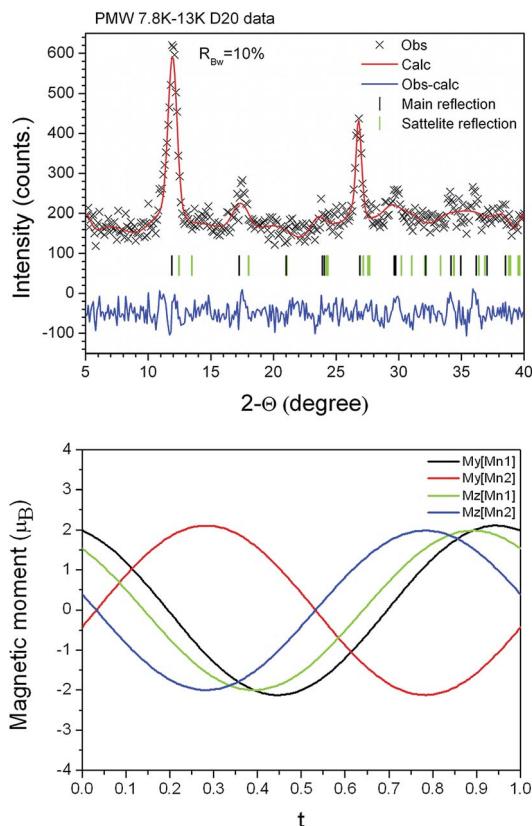 PMW 7.8K-13K D20 data
R_Bw=10%
Obs
Calc
Obs-calc
Main reflection
Sattelite reflection
Intensity (counts.)
600
500
400
300
200
100
0
-100
5 10 15 20 25 30 35 40
2-Θ (degree)
My[Mn1]
My[Mn2]
Mz[Mn1]
Mz[Mn2]
Magnetic moment (μB)
4
3
2
1
0
-1
-2
-3
-4
0.0 0.1 0.2 0.3 0.4 0.5 0.6 0.7 0.8 0.9 1.0
t